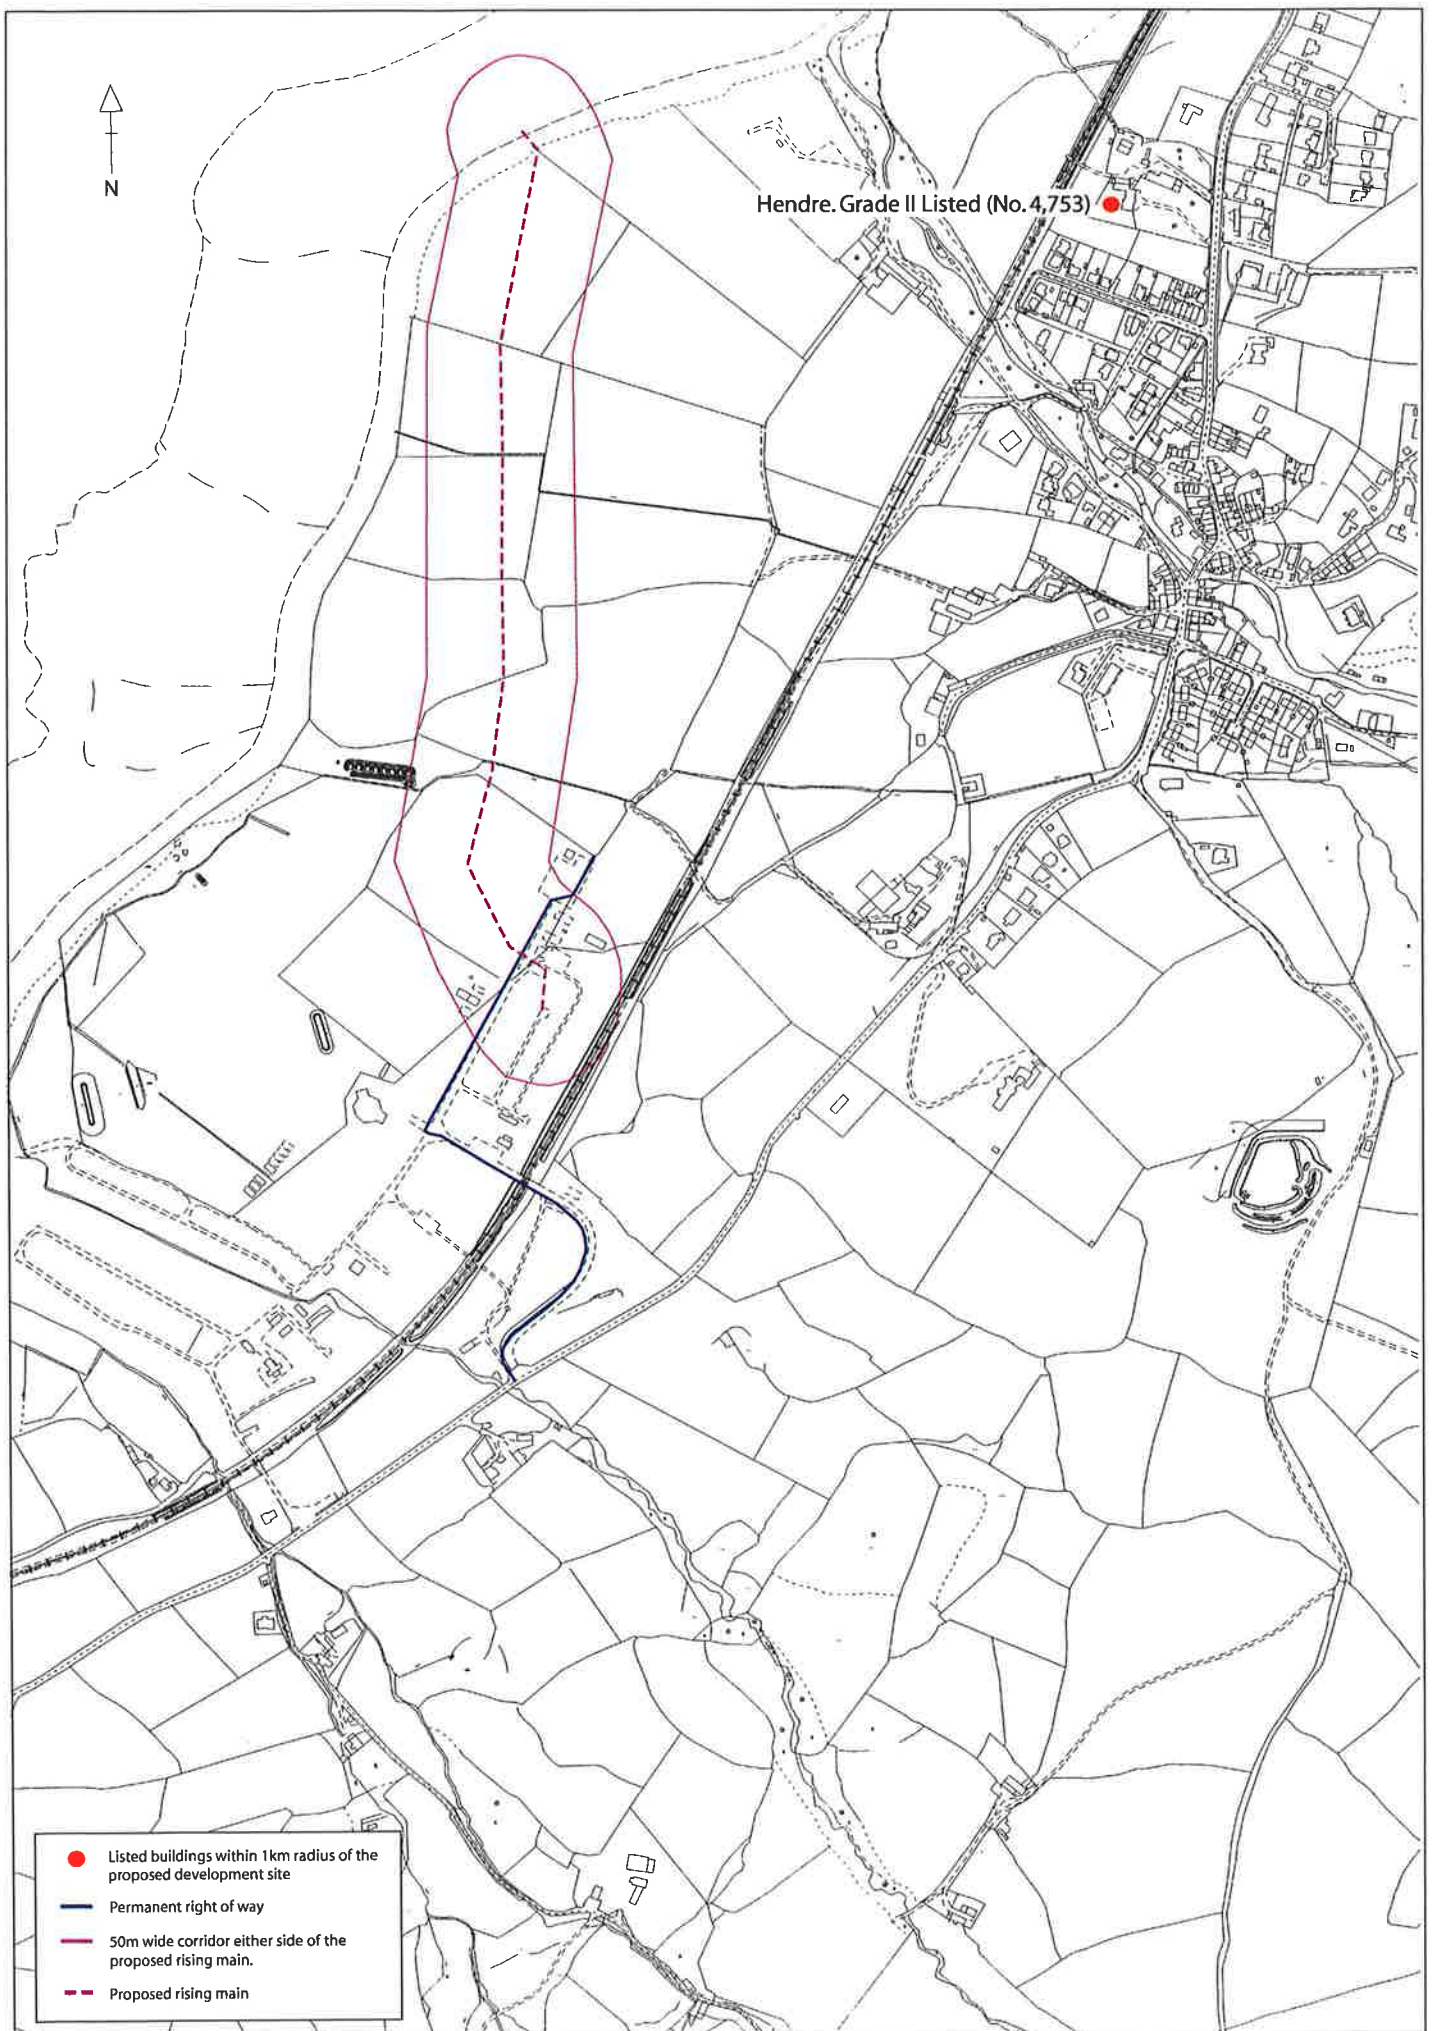 N
Hendre. Grade II Listed (No. 4,753)
Listed buildings within 1km radius of the
proposed development site
Permanent right of way
50m wide corridor either side of the
proposed rising main.
Proposed rising main